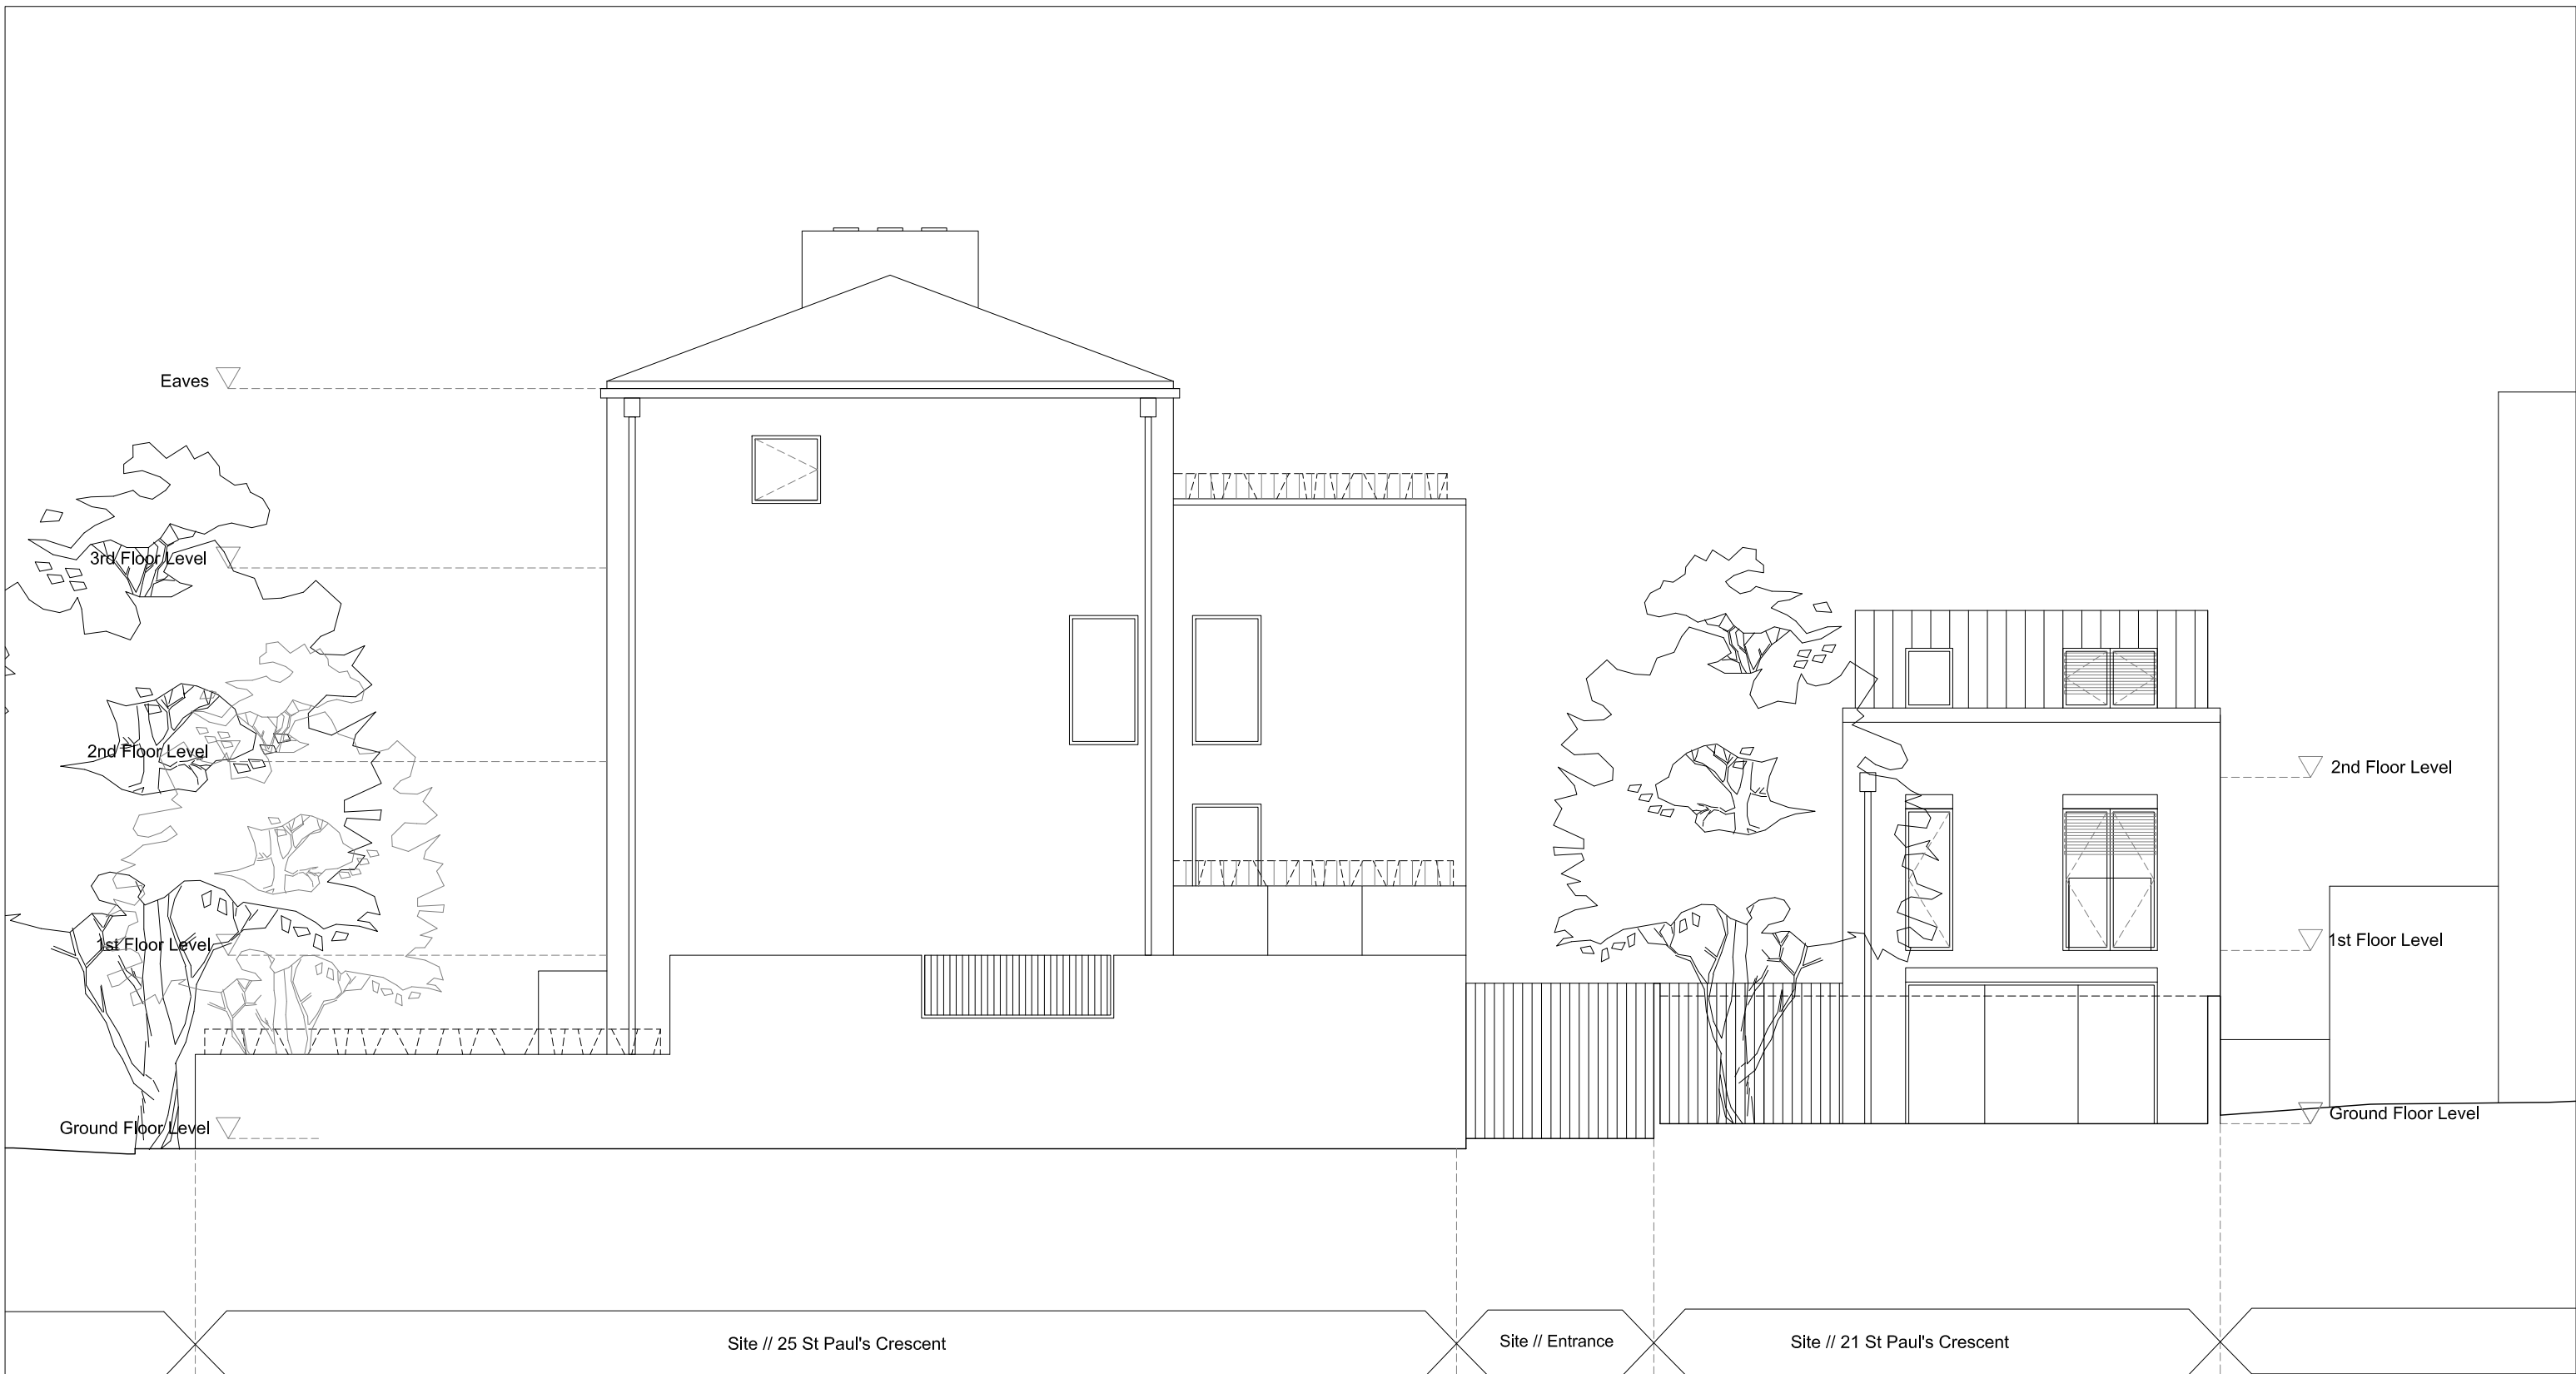 Eaves
3rd Floor Level
2nd Floor Level
2nd Floor Level
1st Floor Level
1st Floor Level
Ground Floor Level
Ground Floor Level
Site // 25 St Paul's Crescent
Site // Entrance
Site // 21 St Paul's Crescent